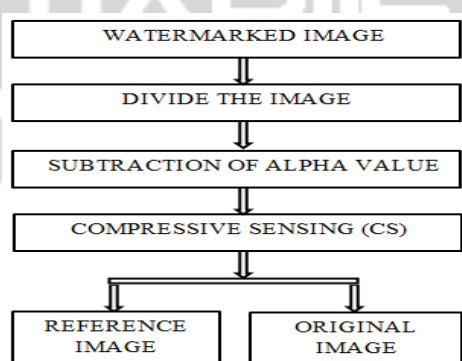 WATERMARKED IMAGE
DIVIDE THE IMAGE
SUBTRACTION OF ALPHA VALUE
COMPRESSIVE SENSING (CS)
REFERENCE
IMAGE
ORIGINAL
IMAGE